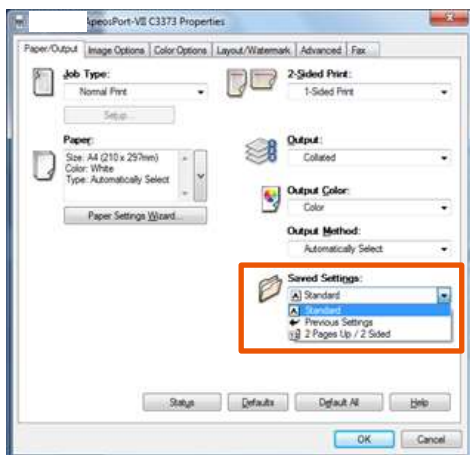 ApeosPort-VII C3373 Properties
Paper/Output
Image Options
Color Options
Layout/Watermark
Advanced
Fax
Job Type:
Normal Print
Setup...
Paper:
Size: A4 (210 x 297mm)
Color: White
Type: Automatically Select
Paper Settings Wizard...
2-Sided Print:
1-Sided Print
Output:
Collated
Output Color:
Color
Output Method:
Automatically Select
Saved Settings:
Standard
Standard
Previous Settings
2 Pages Up / 2 Sided
Status
Defaults
Default All
Help
OK
Cancel